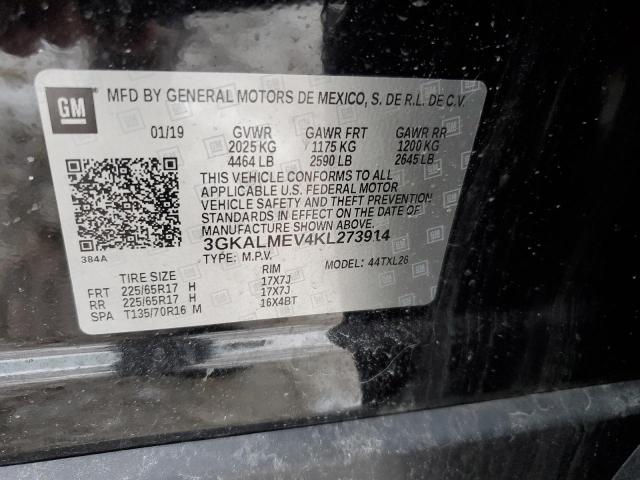 GM
MFD BY GENERAL MOTORS DE MEXICO, S. DE R.L. DE C.V.
01/19 GVWR GAWR FRT GAWR RR
2025 KG 1175 KG 1200 KG
4464 LB 2590 LB 2645 LB
THIS VEHICLE CONFORMS TO ALL
APPLICABLE U.S. FEDERAL MOTOR
VEHICLE SAFETY AND THEFT PREVENTION
STANDARDS IN EFFECT ON THE DATE OF
MANUFACTURE SHOWN ABOVE.
3GKALMEV4KL273914
384A
TYPE: M.P.V. MODEL: 44TXL26
TIRE SIZE RIM
FRT 225/65R17 H 17X7J
RR 225/65R17 H 17X7J
SPA T135/70R16 M 16X4BT